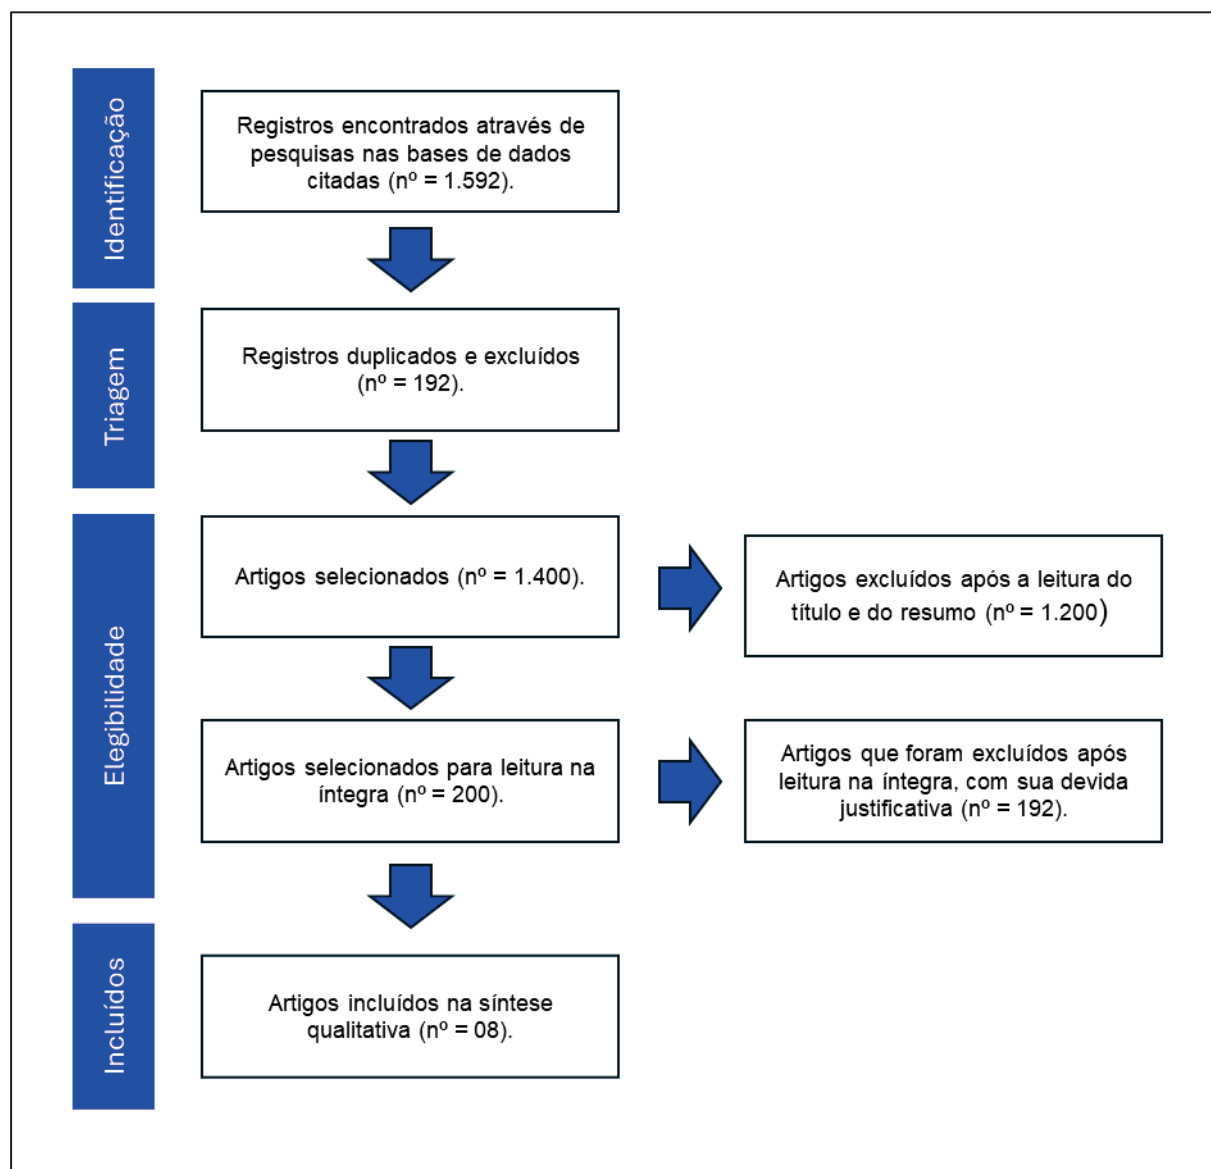 Identificação
Registros encontrados através de
pesquisas nas bases de dados
citadas (nº = 1.592).
Triagem
Registros duplicados e excluídos
(nº = 192).
Elegibilidade
Artigos selecionados (nº = 1.400).
Artigos excluídos após a leitura do
título e do resumo (nº = 1.200)
Artigos selecionados para leitura na
íntegra (nº = 200).
Artigos que foram excluídos após
leitura na íntegra, com sua devida
justificativa (nº = 192).
Incluídos
Artigos incluídos na síntese
qualitativa (nº = 08).